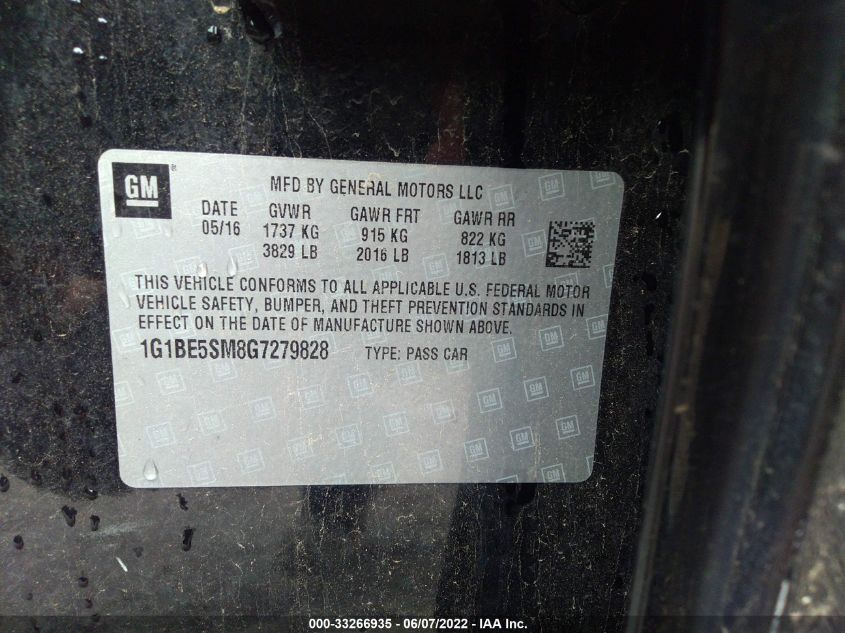 GM ®
MFD BY GENERAL MOTORS LLC
DATE GVWR GAWR FRT GAWR RR
05/16 1737 KG 915 KG 822 KG
3829 LB 2016 LB 1813 LB
THIS VEHICLE CONFORMS TO ALL APPLICABLE U.S. FEDERAL MOTOR
VEHICLE SAFETY, BUMPER, AND THEFT PREVENTION STANDARDS IN
EFFECT ON THE DATE OF MANUFACTURE SHOWN ABOVE.
1G1BE5SM8G7279828 TYPE: PASS CAR
000-33266935 - 06/07/2022 - IAA Inc.